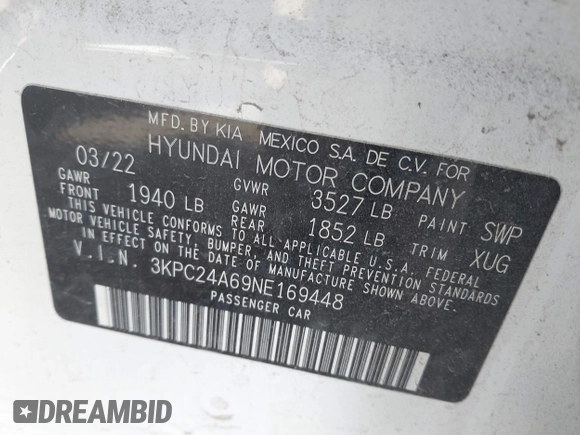 MFD. BY KIA MEXICO S.A. DE C.V. FOR
HYUNDAI MOTOR COMPANY
03/22 GVWR 3527 LB PAINT SWP
GAWR FRONT 1940 LB GAWR REAR 1852 LB TRIM XUG
THIS VEHICLE CONFORMS TO ALL APPLICABLE U.S.A. FEDERAL
MOTOR VEHICLE SAFETY, BUMPER, AND THEFT PREVENTION STANDARDS
IN EFFECT ON THE DATE OF MANUFACTURE SHOWN ABOVE.
V.I.N. 3KPC24A69NE169448
PASSENGER CAR
DREAMBID